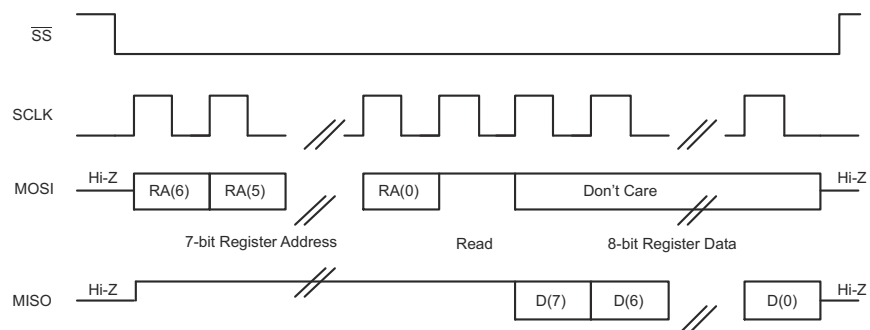 SS
SCLK
MOSI Hi-Z RA(6) RA(5) RA(0) Don't Care Hi-Z
7-bit Register Address Read 8-bit Register Data
MISO Hi-Z D(7) D(6) D(0) Hi-Z